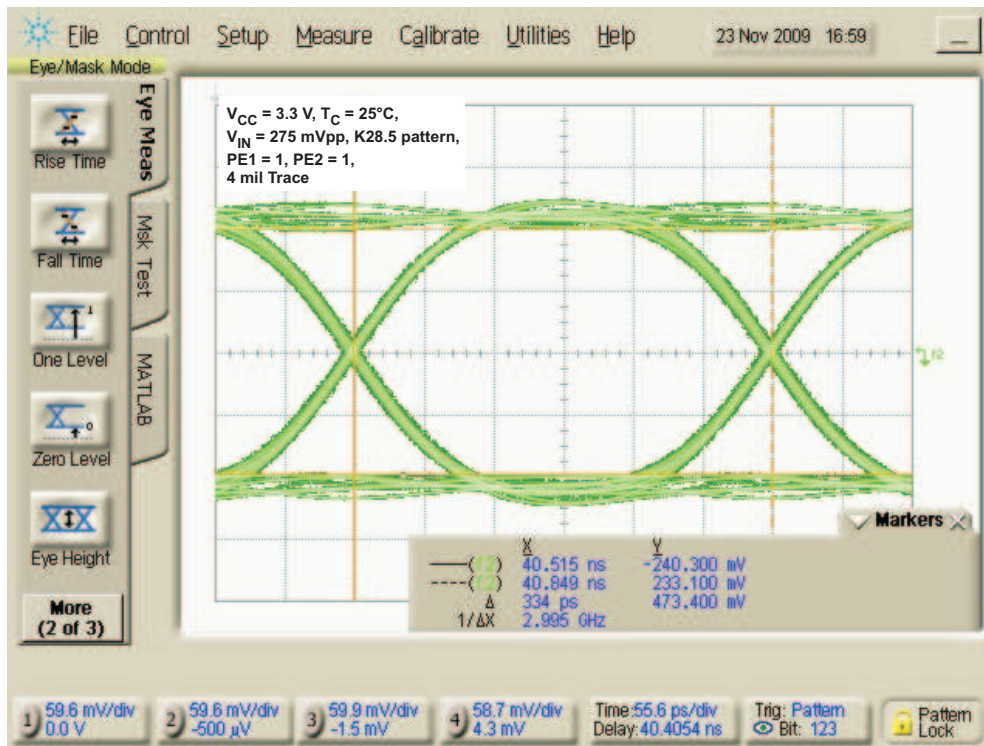 File Control Setup Measure Calibrate Utilities Help 23 Nov 2009 16:59
Eye/Mask Mode
Eye Meas
Msk Test
MATLAB
Rise Time
Fall Time
One Level
Zero Level
Eye Height
More
(2 of 3)
VCC = 3.3 V, TC = 25°C,
VIN = 275 mVpp, K28.5 pattern,
PE1 = 1, PE2 = 1,
4 mil Trace
Markers
X Y
40.515 ns -240.300 mV
40.849 ns 233.100 mV
Δ 334 ps 473.400 mV
1/ΔX 2.995 GHz
1) 59.6 mV/div
0.0 V
2) 59.6 mV/div
-500 μV
3) 59.9 mV/div
-1.5 mV
4) 58.7 mV/div
4.3 mV
Time:55.6 ps/div
Delay:40.4054 ns
Trig: Pattern
Bit: 123
Pattern
Lock